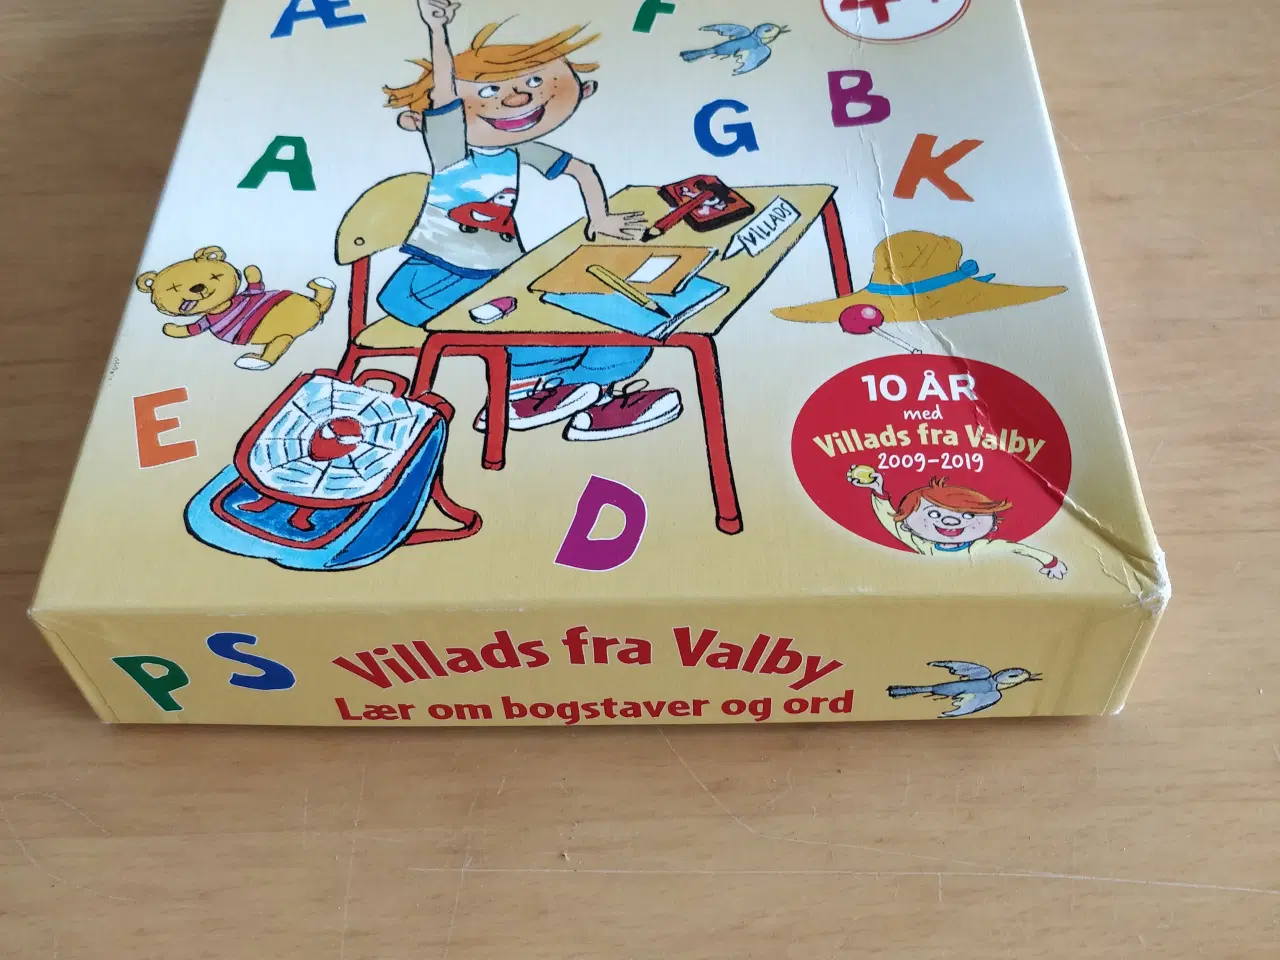 Æ
F
4+
B
G
K
A
VILLADS
E
10 ÅR
med
Villads fra Valby
2009-2019
D
P
S
Villads fra Valby
Lær om bogstaver og ord